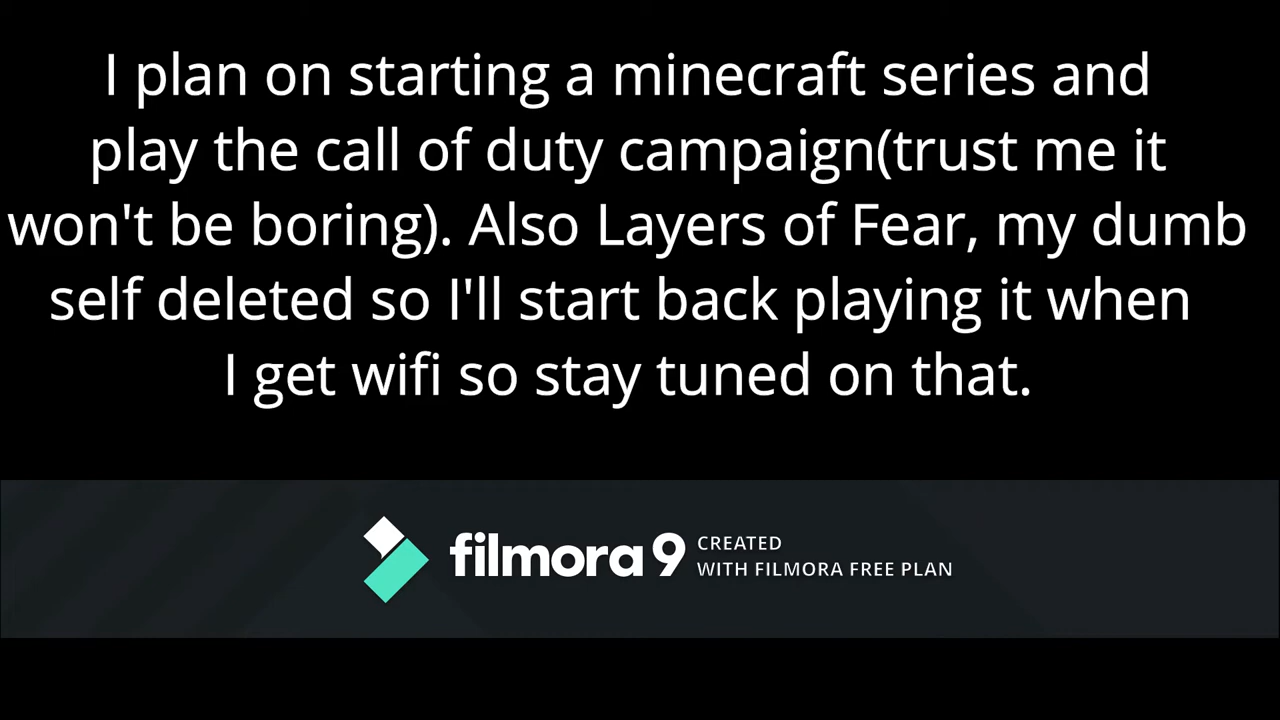 I plan on starting a minecraft series and
play the call of duty campaign(trust me it
won't be boring). Also Layers of Fear, my dumb
self deleted so I'll start back playing it when
I get wifi so stay tuned on that.
filmora 9 CREATED
WITH FILMORA FREE PLAN